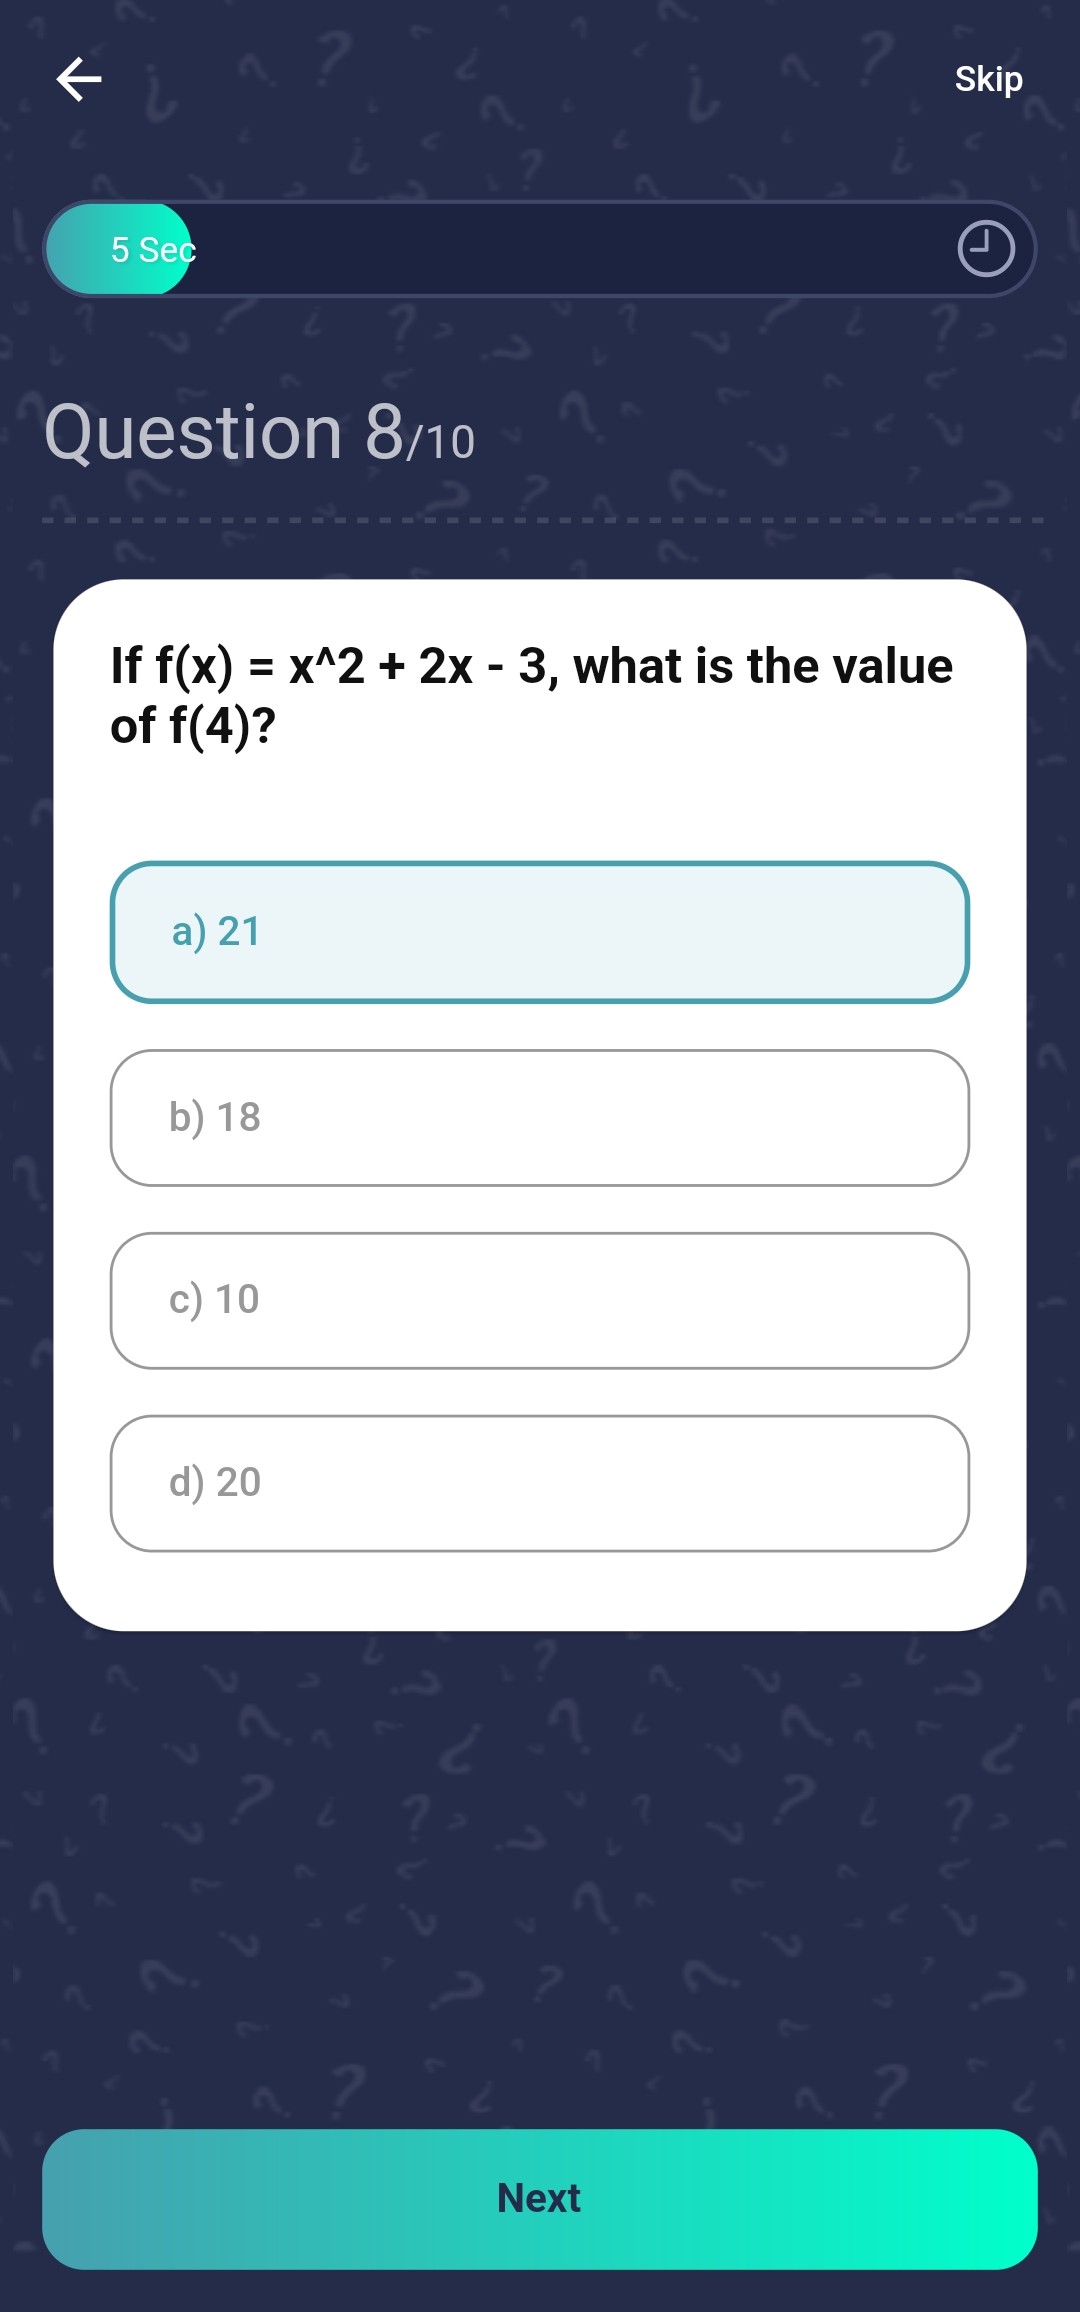 Skip
5 Sec
Question 8/10
If f(x) = x^2 + 2x - 3, what is the value
of f(4)?
a) 21
b) 18
c) 10
d) 20
Next